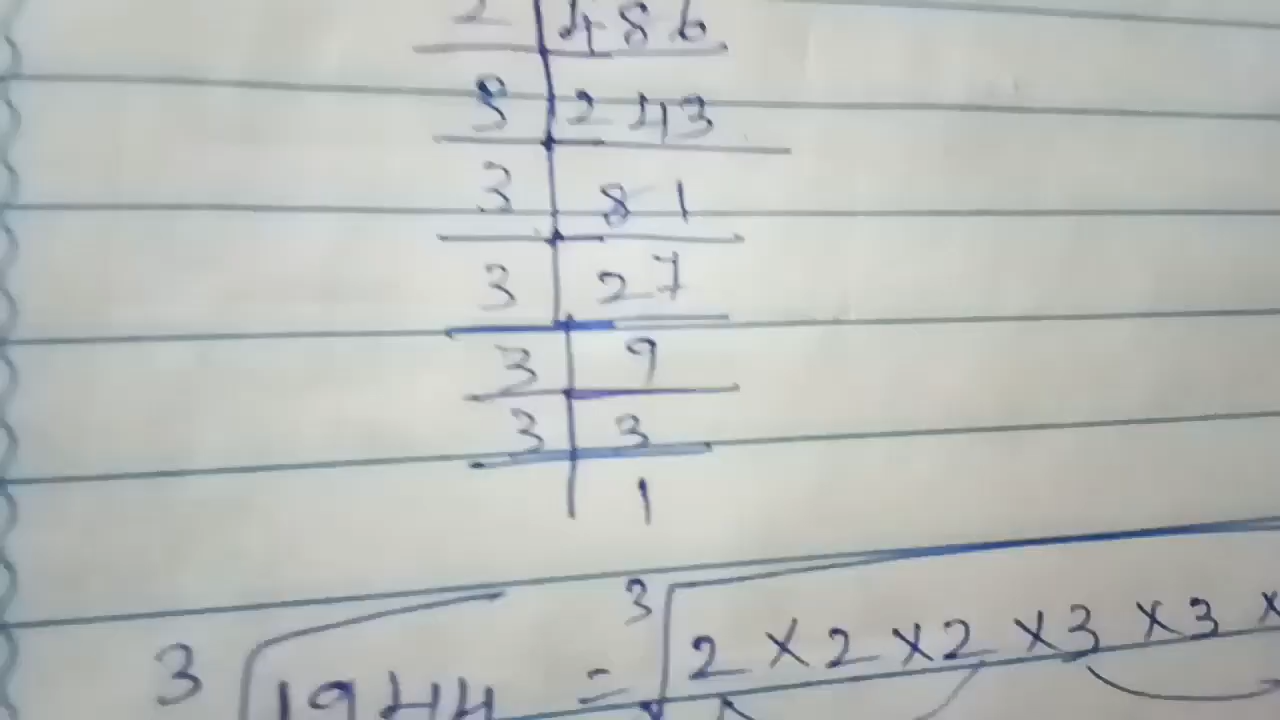 2 | 486
3 | 243
3 | 81
3 | 27
3 | 9
3 | 3
| 1
3√1944 = 3√2 × 2 × 2 × 3 × 3 ×